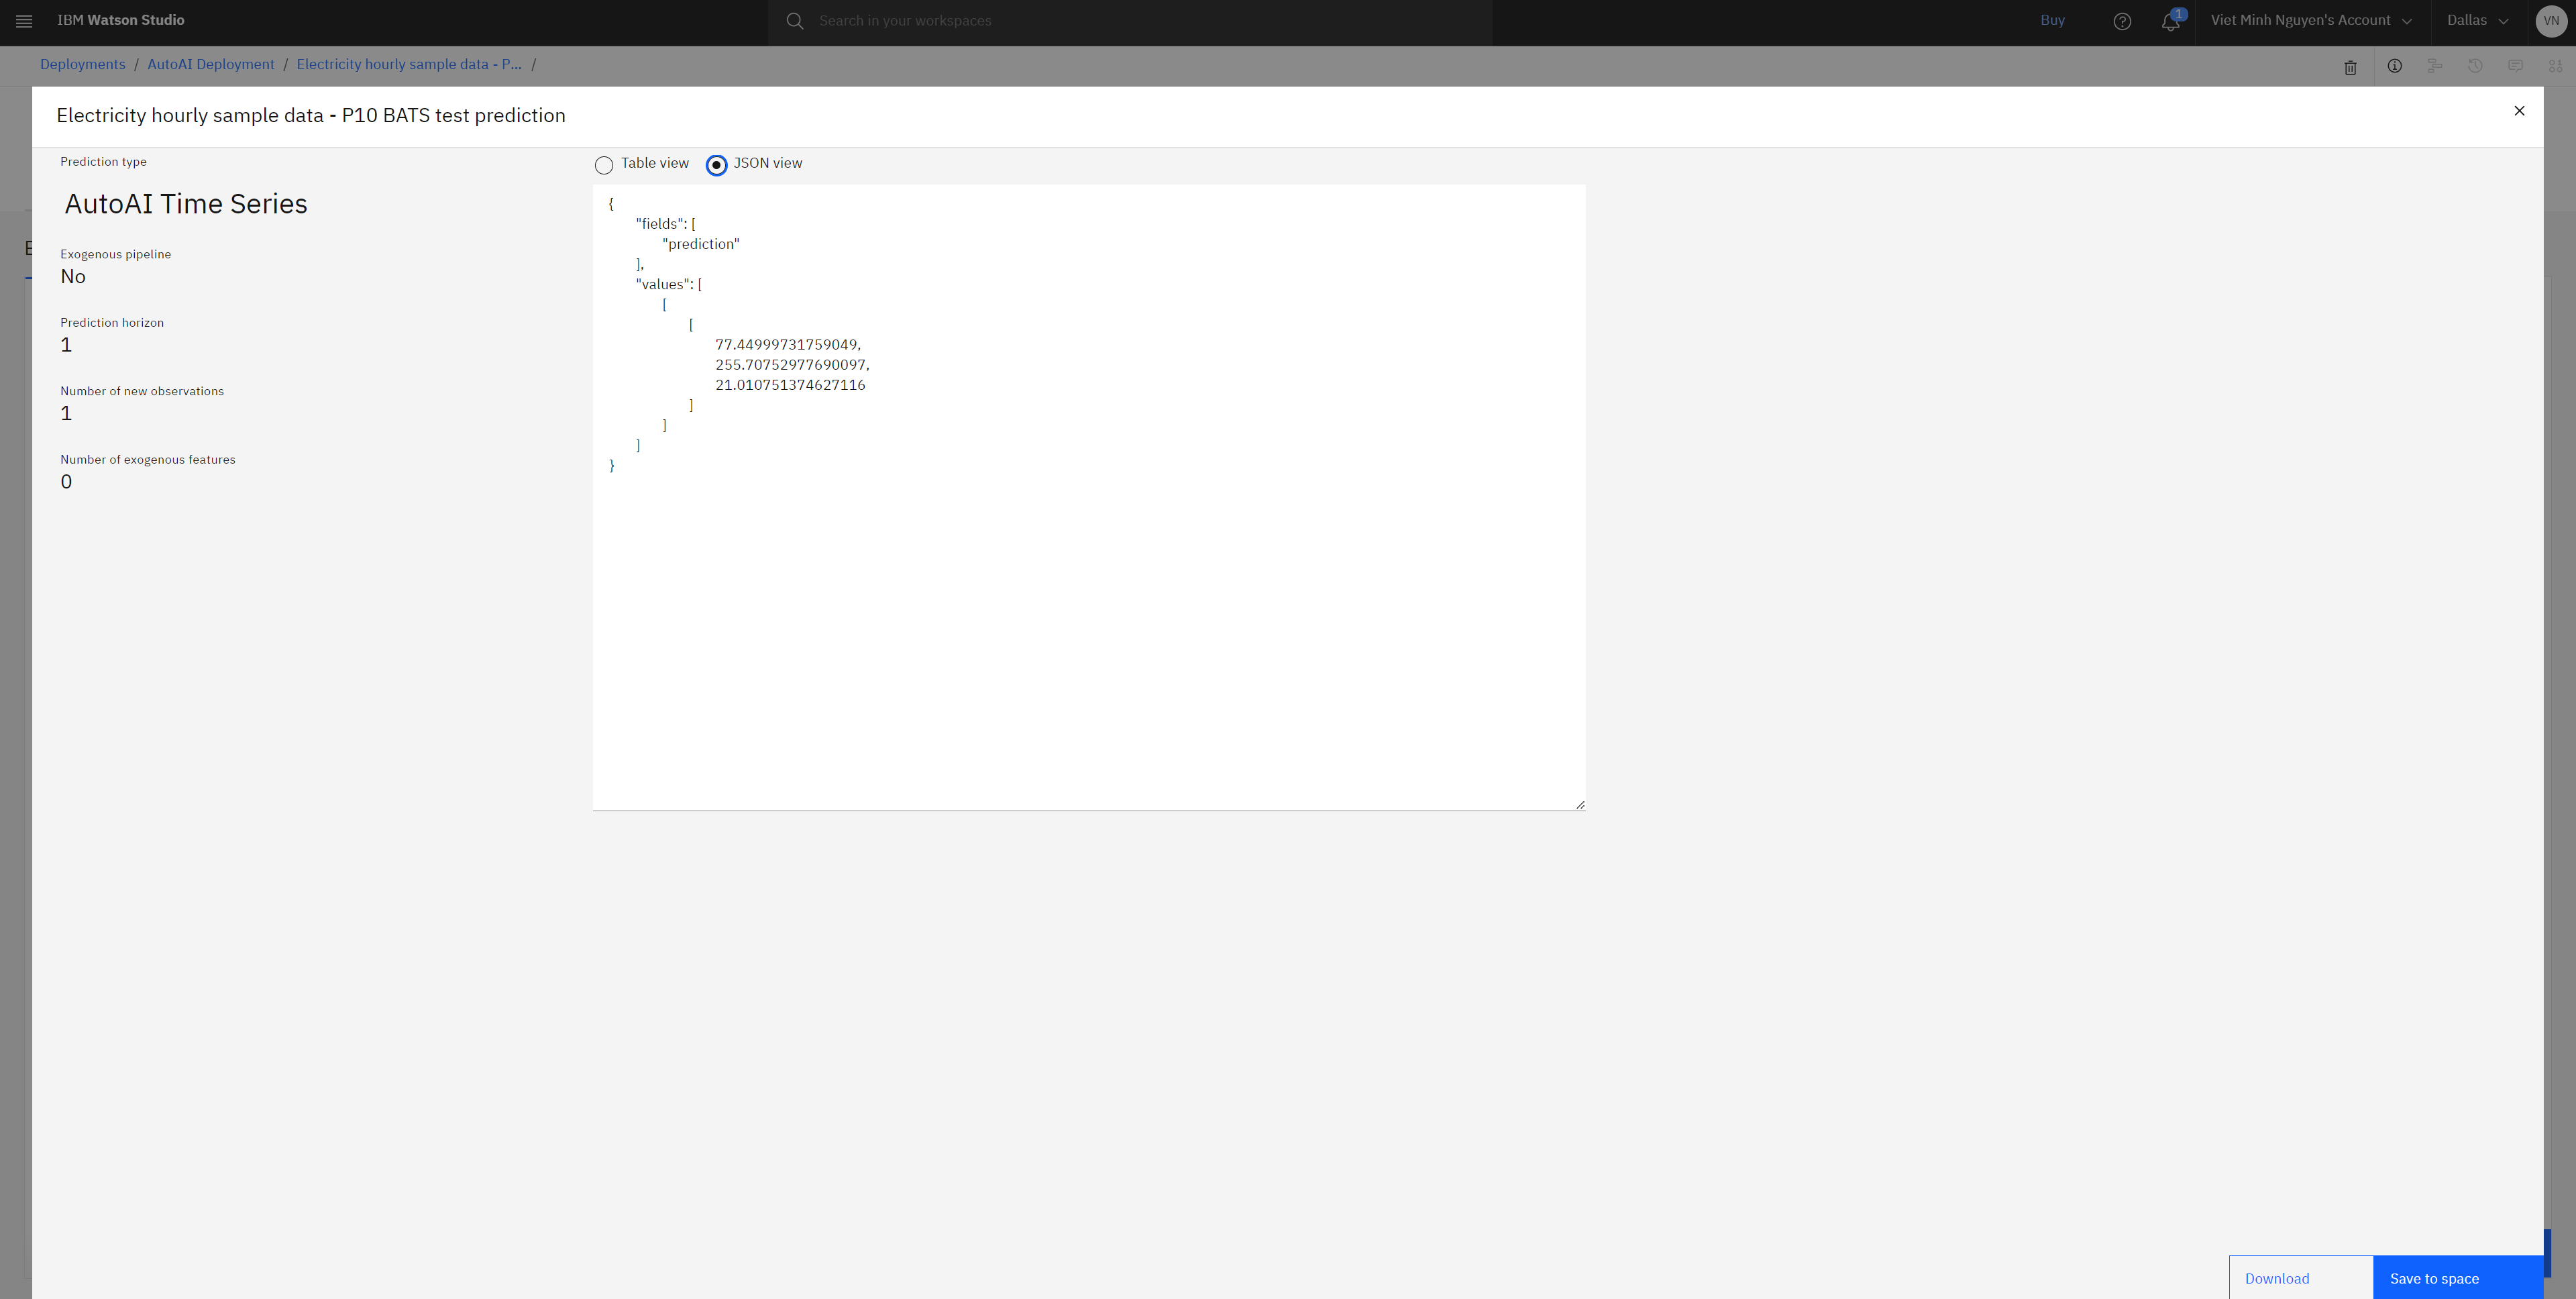 IBM Watson Studio
Search in your workspaces
Buy
1
Viet Minh Nguyen's Account
Dallas
VN
Deployments / AutoAI Deployment / Electricity hourly sample data - P... /
Electricity hourly sample data - P10 BATS test prediction
Prediction type
AutoAI Time Series
Exogenous pipeline
No
Prediction horizon
1
Number of new observations
1
Number of exogenous features
0
Table view
JSON view
{
"fields": [
"prediction"
],
"values": [
[
[
77.44999731759049,
255.70752977690097,
21.010751374627116
]
]
]
}
Download
Save to space